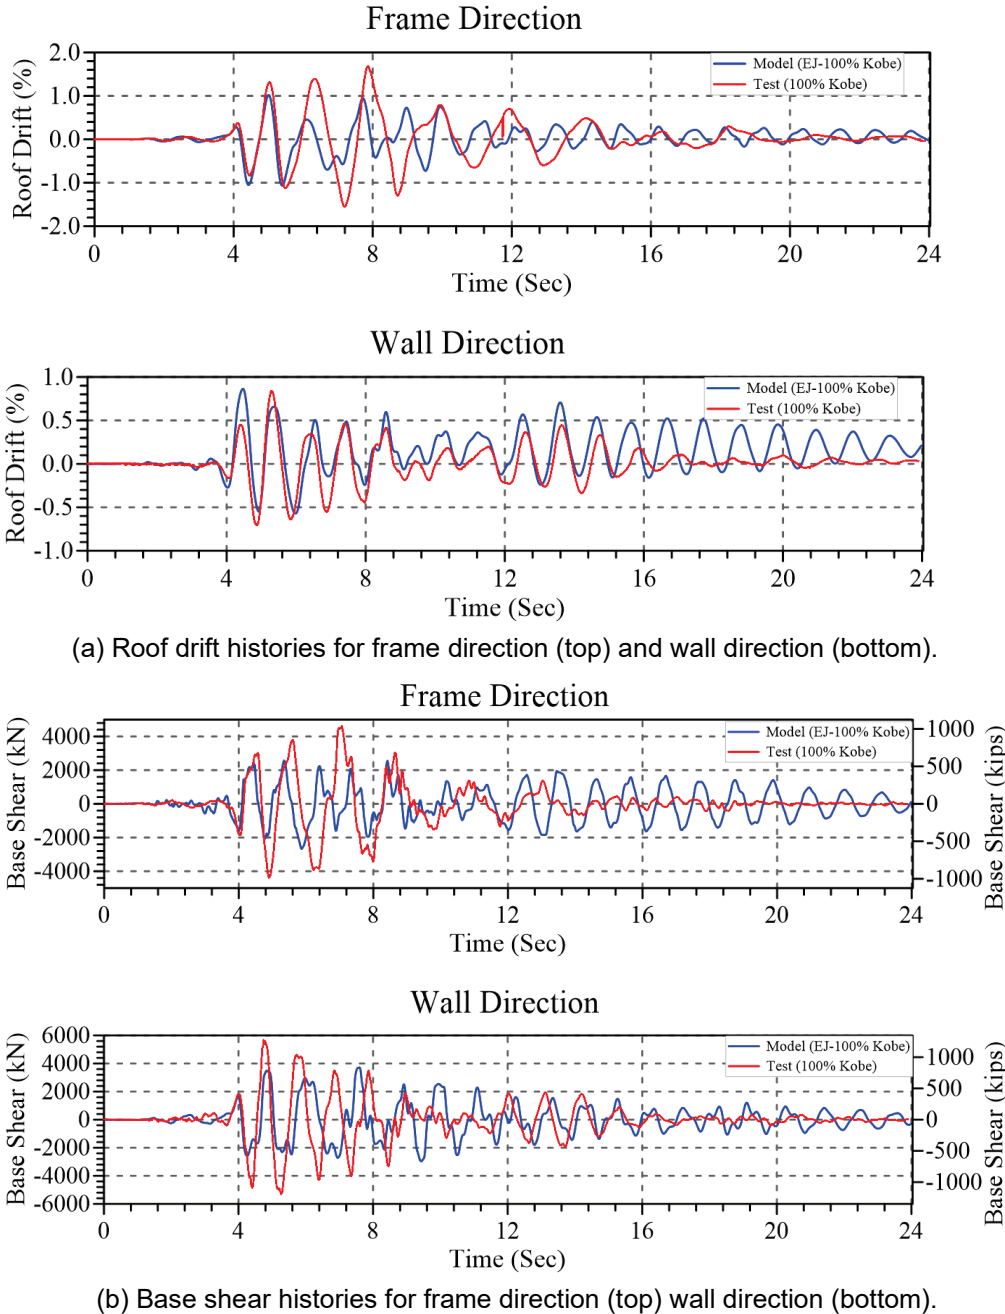 Frame Direction
Roof Drift (%)
2.0
1.0
0.0
-1.0
-2.0
Model (EJ-100% Kobe)
Test (100% Kobe)
0 4 8 12 16 20 24
Time (Sec)
Wall Direction
Roof Drift (%)
1.0
0.5
0.0
-0.5
-1.0
Model (EJ-100% Kobe)
Test (100% Kobe)
0 4 8 12 16 20 24
Time (Sec)
(a) Roof drift histories for frame direction (top) and wall direction (bottom).
Frame Direction
Base Shear (kN)
4000
2000
0
-2000
-4000
Model (EJ-100% Kobe)
Test (100% Kobe)
1000
500
0
-500
-1000
Base Shear (kips)
0 4 8 12 16 20 24
Time (Sec)
Wall Direction
Base Shear (kN)
6000
4000
2000
0
-2000
-4000
-6000
Model (EJ-100% Kobe)
Test (100% Kobe)
1000
500
0
-500
-1000
Base Shear (kips)
0 4 8 12 16 20 24
Time (Sec)
(b) Base shear histories for frame direction (top) wall direction (bottom).